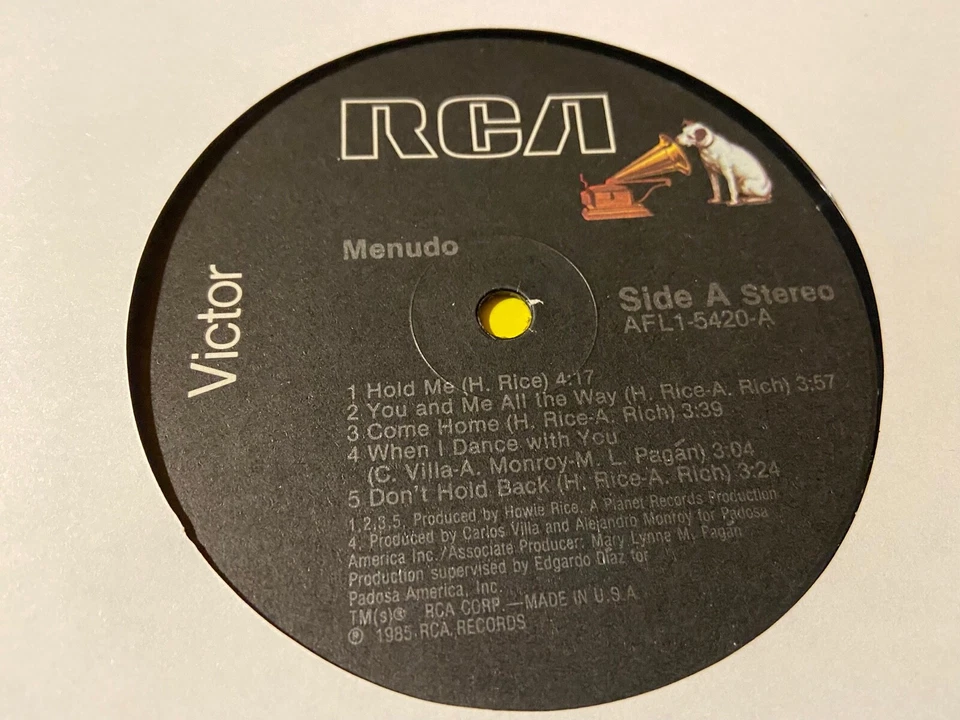 RCA
Victor
Menudo
Side A Stereo
AFL1-5420-A
1 Hold Me (H. Rice) 4:17
2 You and Me All the Way (H. Rice-A. Rich) 3:57
3 Come Home (H. Rice-A. Rich) 3:39
4 When I Dance with You
(C. Villa-A. Monroy-M. L. Pagán) 3:04
5 Don't Hold Back (H. Rice-A. Rich) 3:24
1,2,3,5, Produced by Howie Rice. A Planet Records Production
4. Produced by Carlos Villa and Alejandro Monroy for Padosa
America Inc./Associate Producer: Mary Lynne M. Pagán
Production supervised by Edgardo Díaz for
Padosa America, Inc.
TM(s)® RCA CORP.—MADE IN U.S.A.
℗ 1985, RCA RECORDS